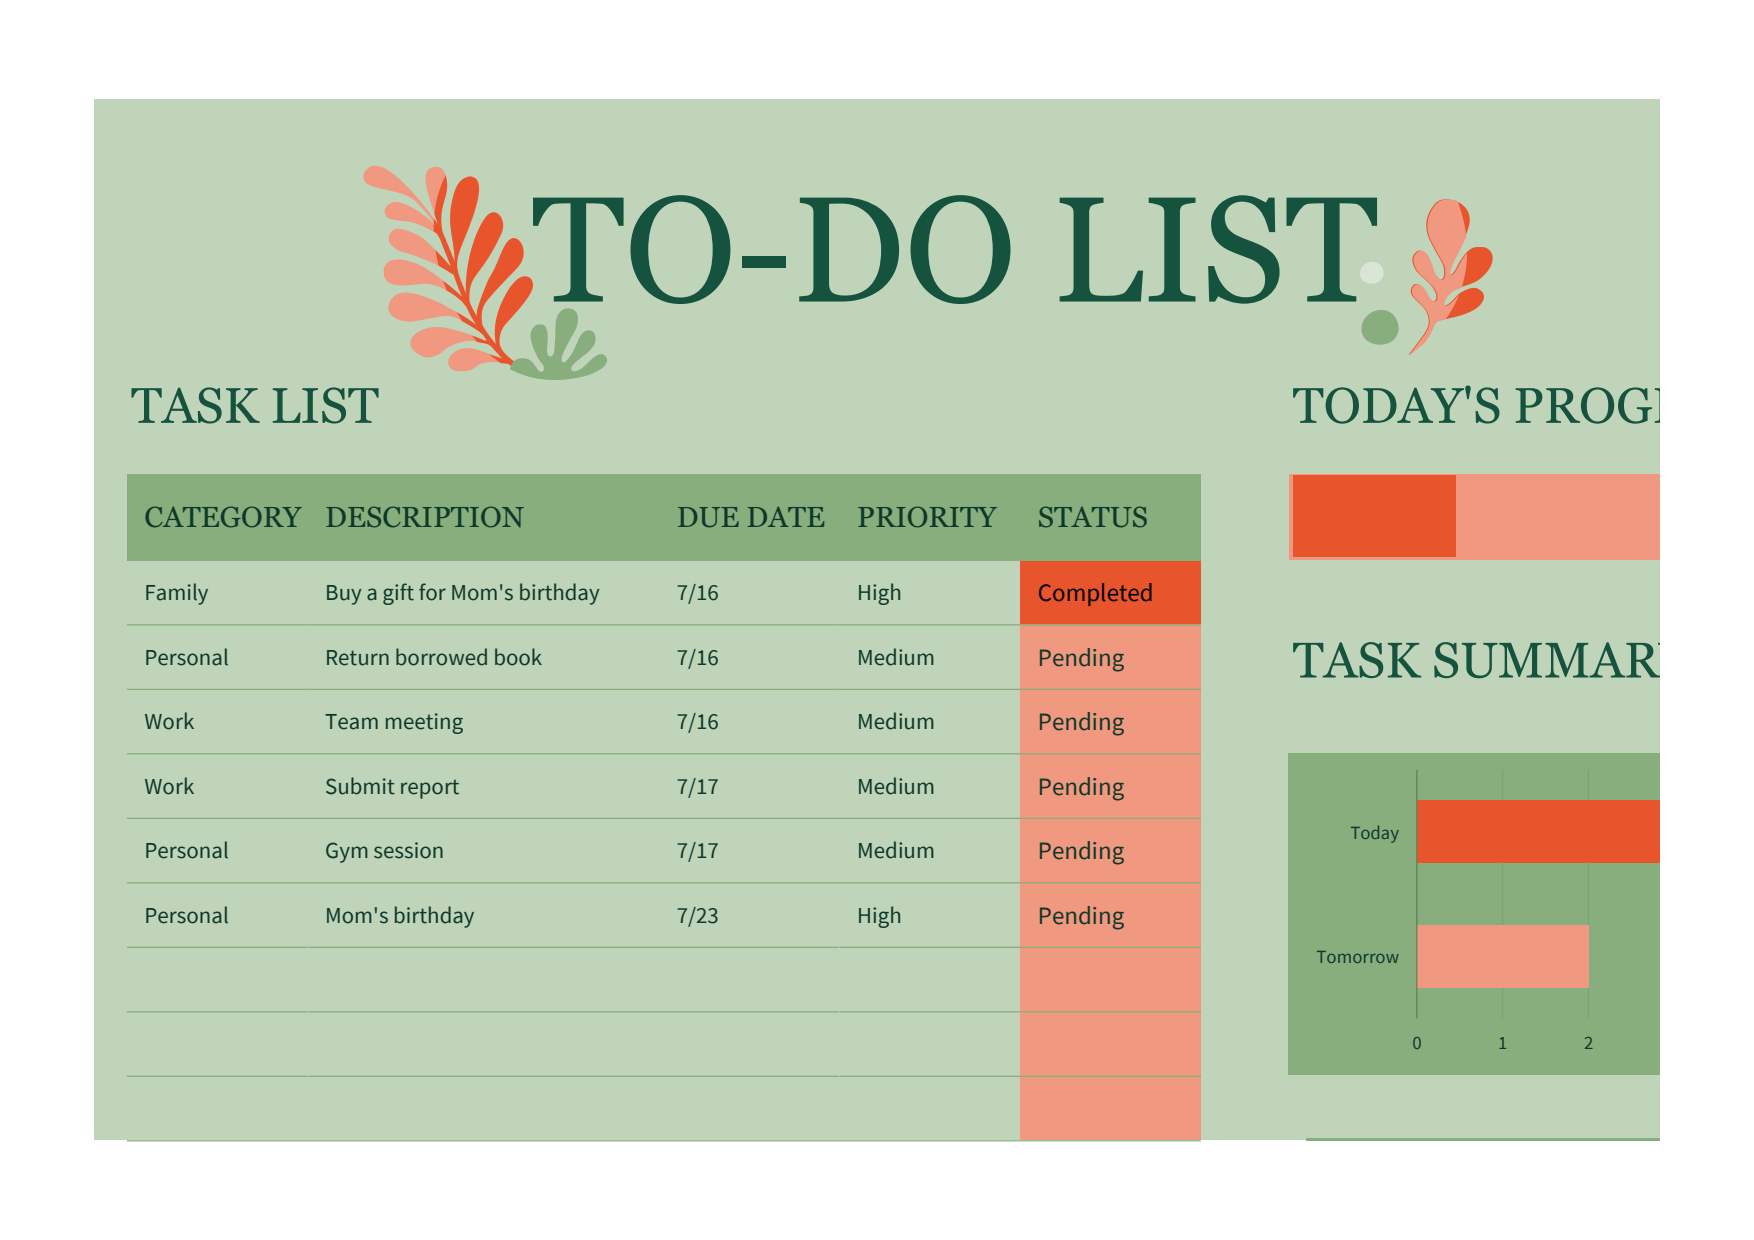 TO-DO LIST
TASK LIST
TODAY'S
CATEGORY DESCRIPTION DUE DATE PRIORITY STATUS
Family Buy a gift for Mom's birthday 7/16 High Completed
Personal Return borrowed book 7/16 Medium Pending
Work Team meeting 7/16 Medium Pending
Work Submit report 7/17 Medium Pending
Personal Gym session 7/17 Medium Pending
Personal Mom's birthday 7/23 High Pending
TASK
Today
Tomorrow
0 1 2